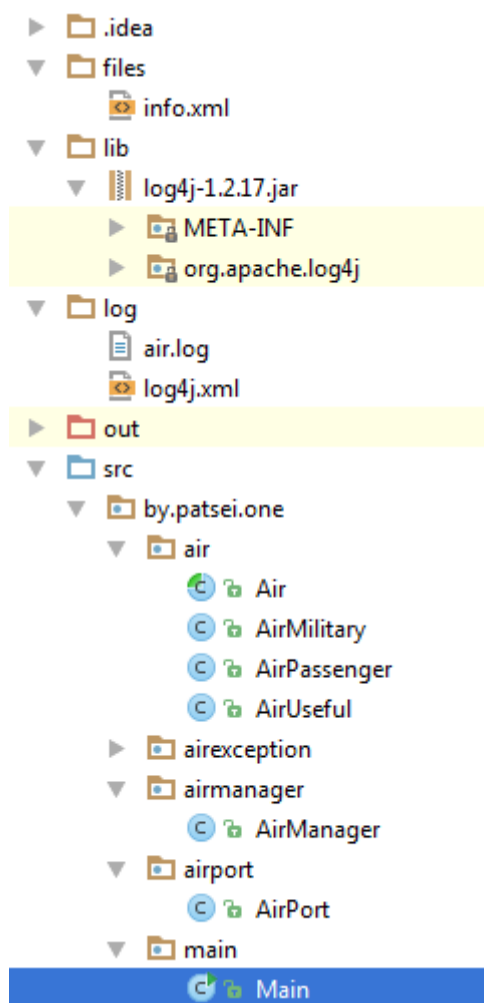 .idea
files
info.xml
lib
log4j-1.2.17.jar
META-INF
org.apache.log4j
log
air.log
log4j.xml
out
src
by.patsei.one
air
Air
AirMilitary
AirPassenger
AirUseful
airexception
airmanager
AirManager
airport
AirPort
main
Main